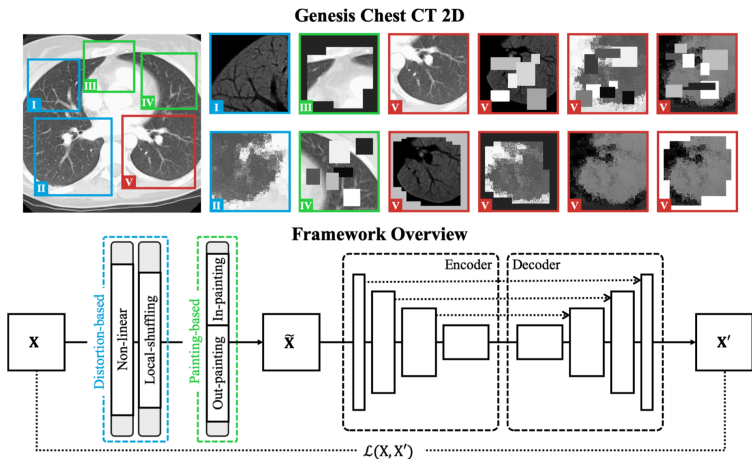 Genesis Chest CT 2D
I
II
III
IV
V
I
III
V
V
V
V
II
IV
V
V
V
V
Framework Overview
X
Distortion-based
Non-linear
Local-shuffling
Painting-based
Out-painting
In-painting
X̃
Encoder
Decoder
X′
ℒ(X, X′)